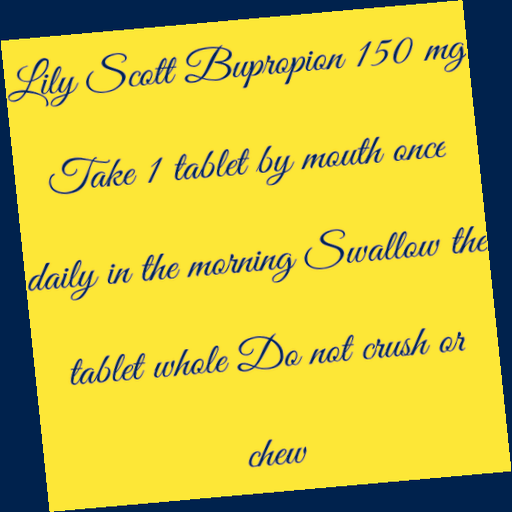 Lily Scott Bupropion 150 mg
Take 1 tablet by mouth once
daily in the morning Swallow the
tablet whole Do not crush or
chew